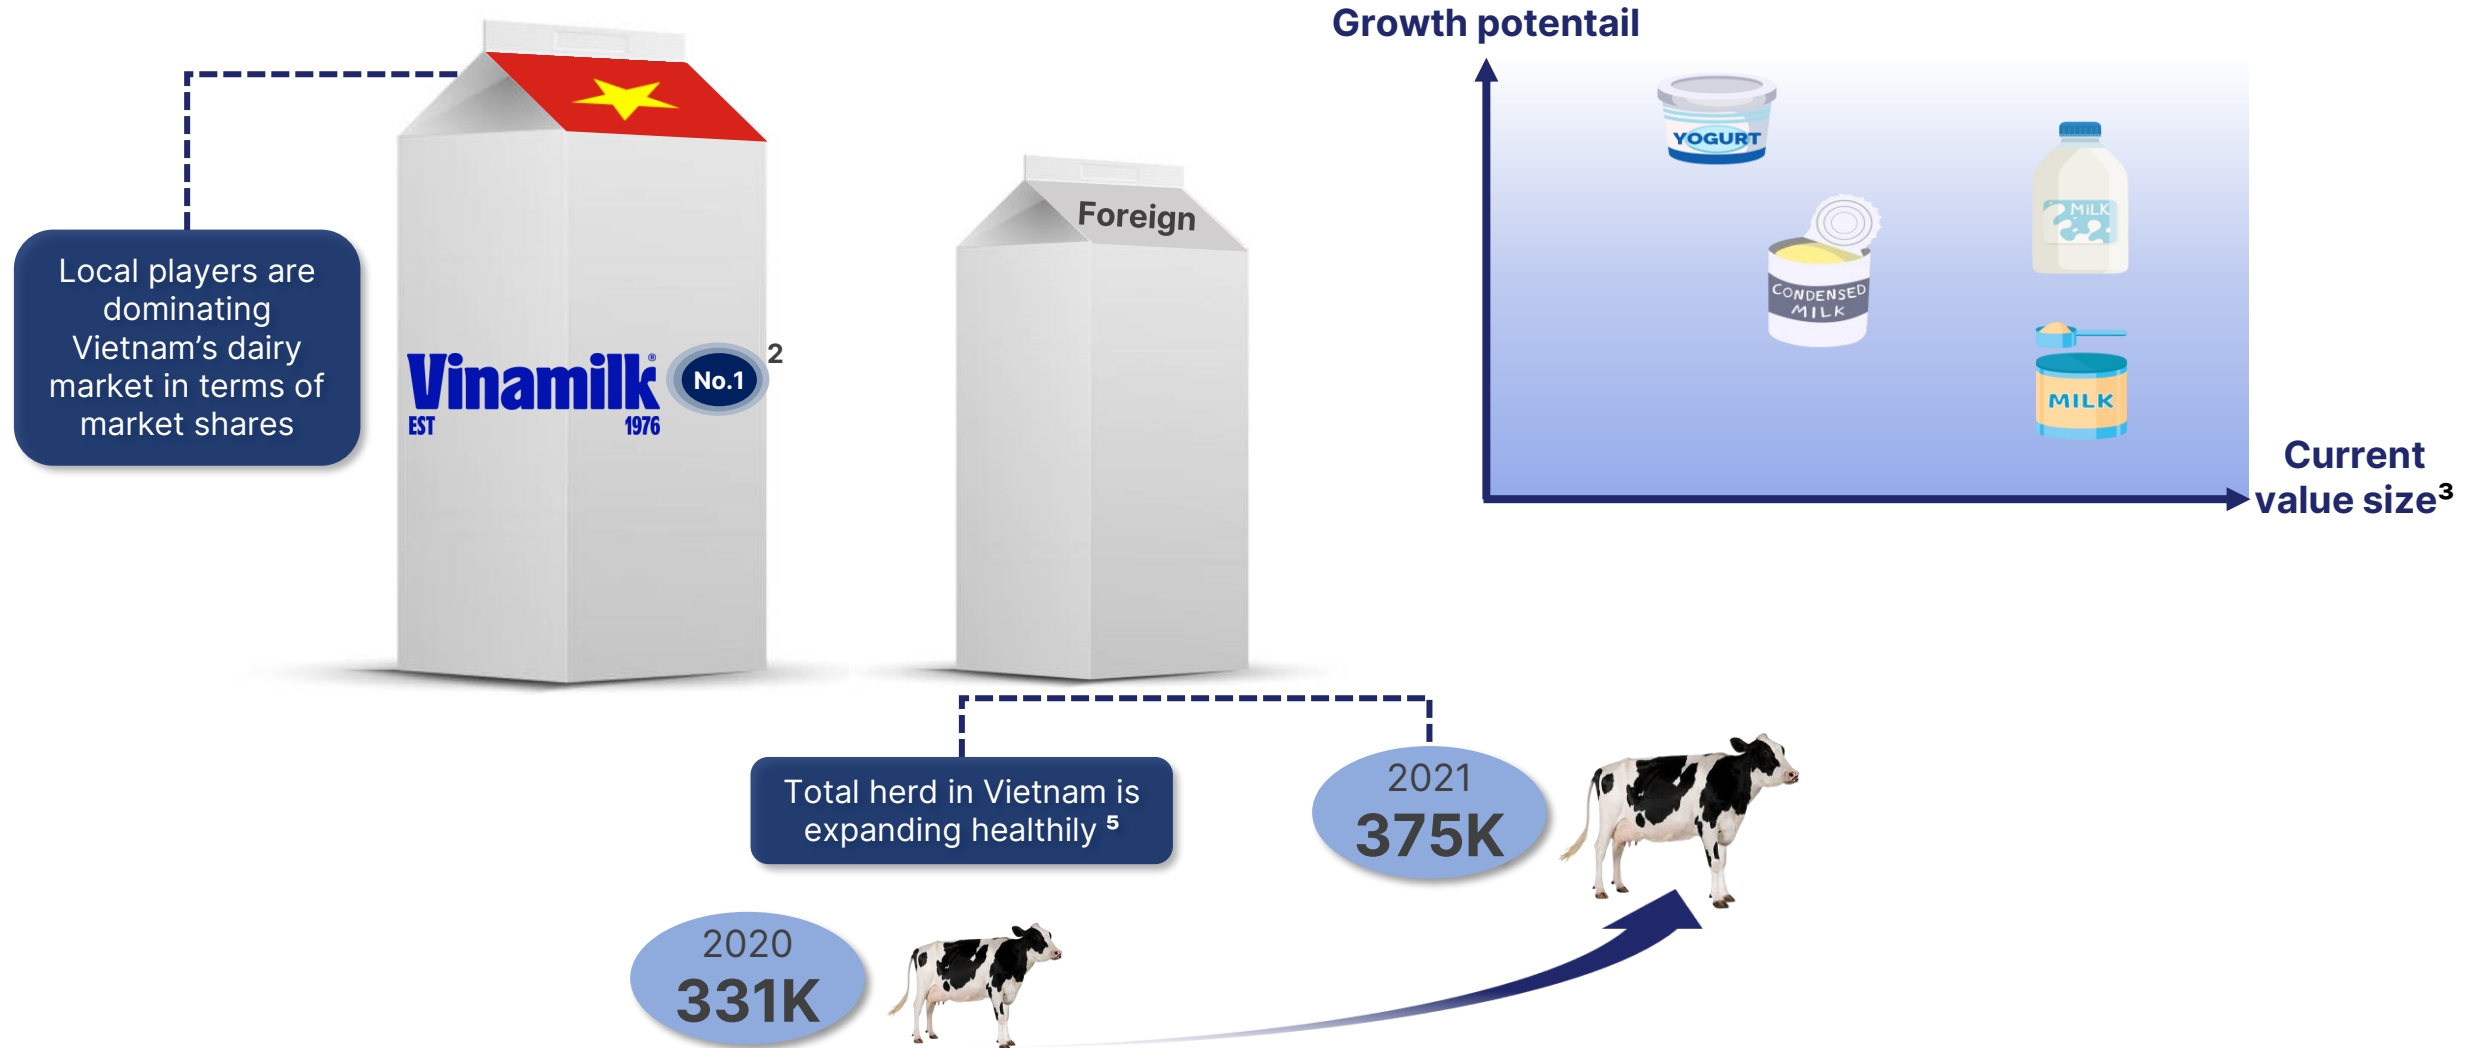 Growth potentail
Foreign
Local players are
dominating
Vietnam’s dairy
market in terms of
market shares
Vinamilk®
EST 1976
No.1 2
YOGURT
CONDENSED
MILK
MILK
MILK
Current
value size³
Total herd in Vietnam is
expanding healthily ⁵
2021
375K
2020
331K